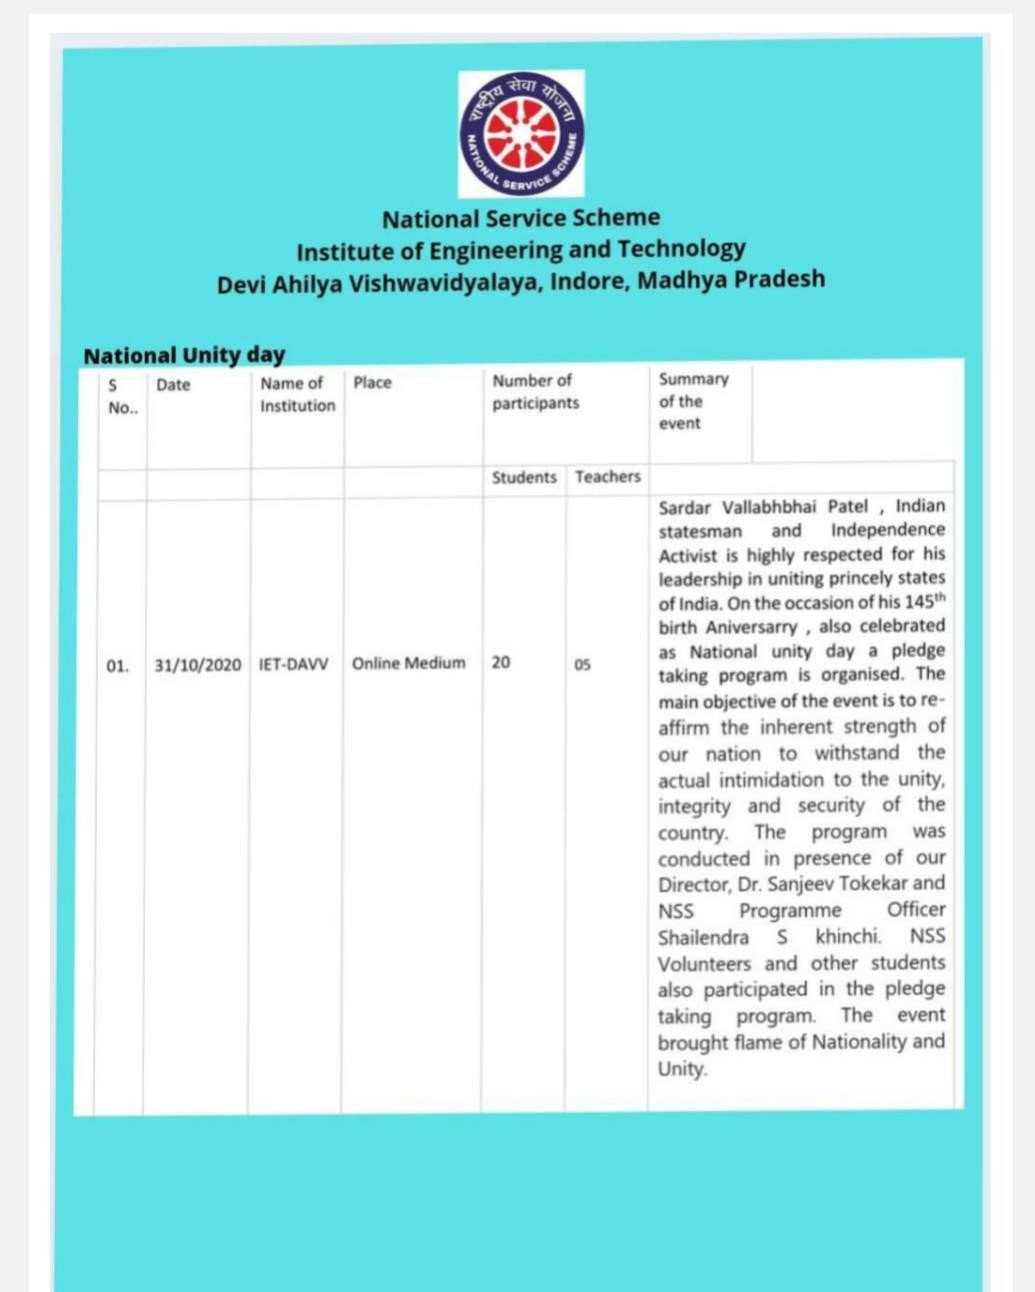 राष्ट्रीय सेवा योजना
NATIONAL SERVICE SCHEME
National Service Scheme
Institute of Engineering and Technology
Devi Ahilya Vishwavidyalaya, Indore, Madhya Pradesh
National Unity day
S No.. Date Name of Institution Place Number of participants Summary of the event
Students Teachers
01. 31/10/2020 IET-DAVV Online Medium 20 05
Sardar Vallabhbhai Patel , Indian
statesman and Independence
Activist is highly respected for his
leadership in uniting princely states
of India. On the occasion of his 145th
birth Aniversarry , also celebrated
as National unity day a pledge
taking program is organised. The
main objective of the event is to re-
affirm the inherent strength of
our nation to withstand the
actual intimidation to the unity,
integrity and security of the
country. The program was
conducted in presence of our
Director, Dr. Sanjeev Tokekar and
NSS Programme Officer
Shailendra S khinchi. NSS
Volunteers and other students
also participated in the pledge
taking program. The event
brought flame of Nationality and
Unity.